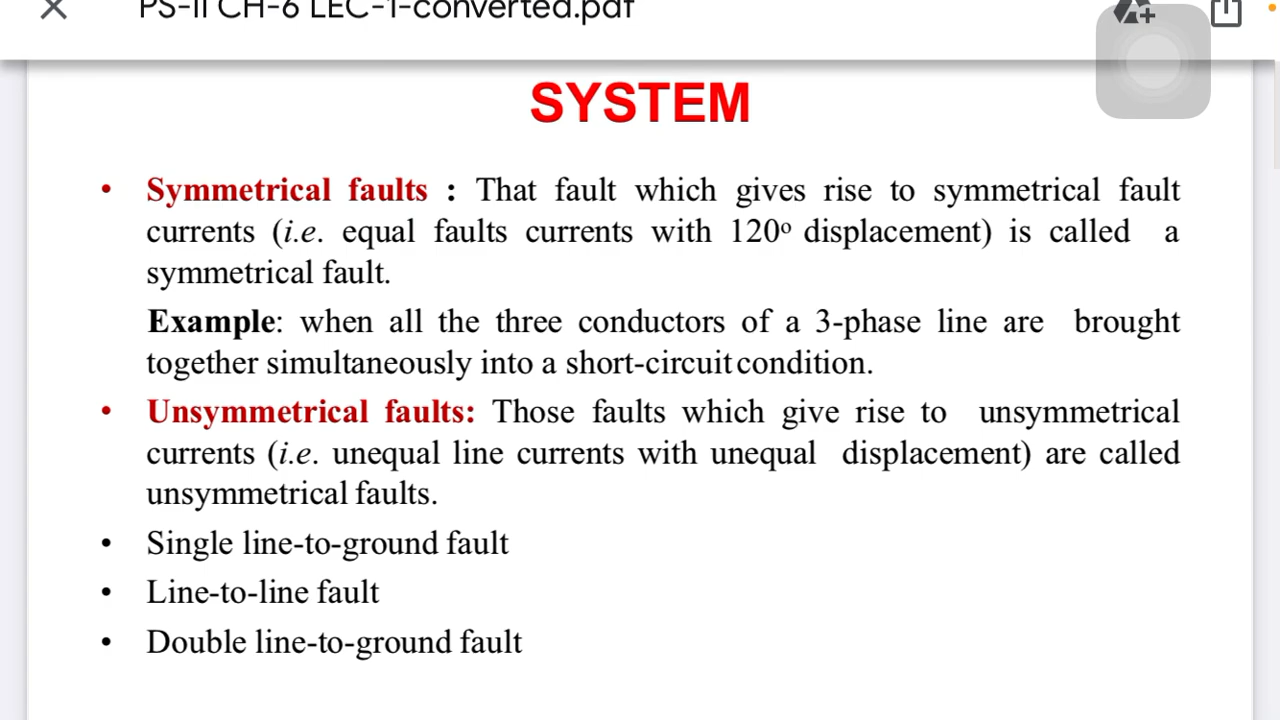 PS-II CH-6 LEC-1-converted.pdf
SYSTEM
• Symmetrical faults : That fault which gives rise to symmetrical fault
currents (i.e. equal faults currents with 120° displacement) is called a
symmetrical fault.
Example: when all the three conductors of a 3-phase line are brought
together simultaneously into a short-circuit condition.
• Unsymmetrical faults: Those faults which give rise to unsymmetrical
currents (i.e. unequal line currents with unequal displacement) are called
unsymmetrical faults.
• Single line-to-ground fault
• Line-to-line fault
• Double line-to-ground fault